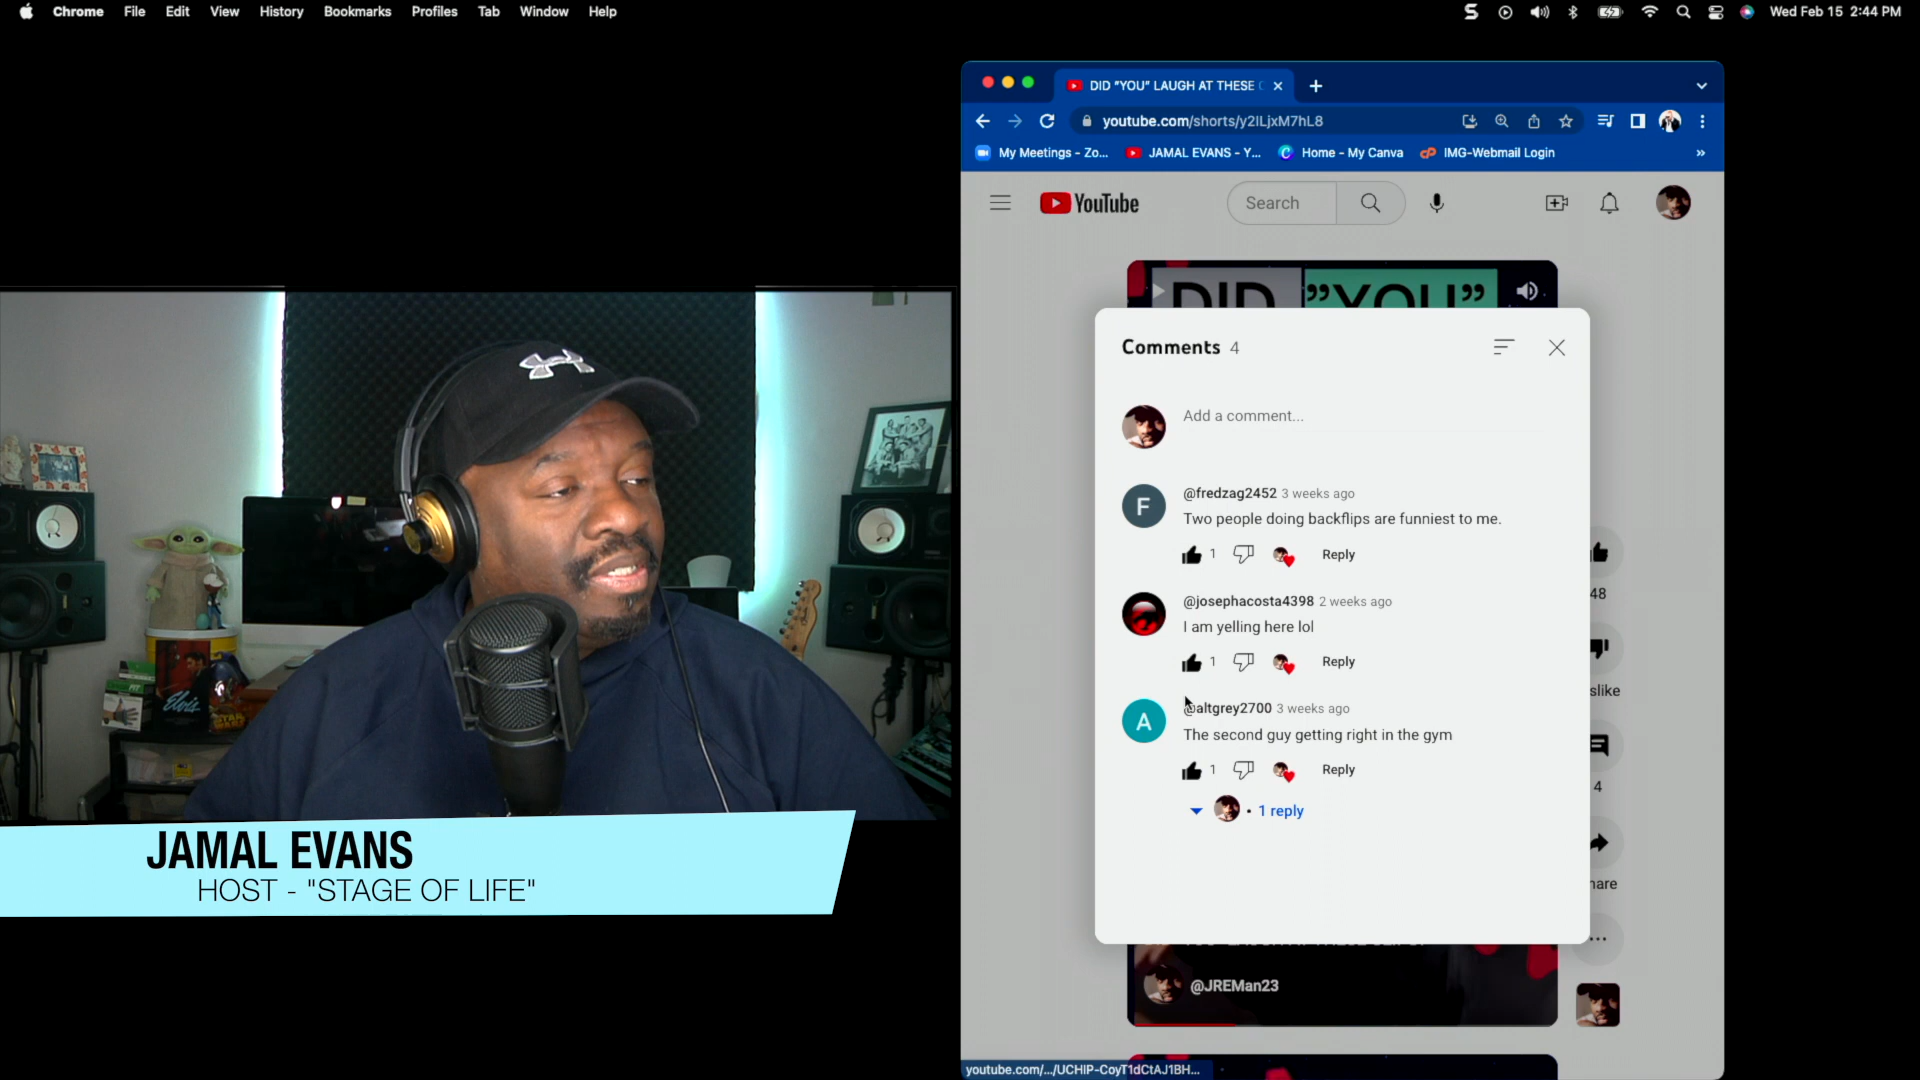 Chrome File Edit View History Bookmarks Profiles Tab Window Help
Wed Feb 15 2:44 PM
DID "YOU" LAUGH AT THESE
youtube.com/shorts/y2ILjxM7hL8
My Meetings - Zo...
JAMAL EVANS - Y...
Home - My Canva
IMG-Webmail Login
YouTube
Search
DID "YOU"
Comments 4
Add a comment...
@fredzag2452 3 weeks ago
Two people doing backflips are funniest to me.
1 Reply
@josephacosta4398 2 weeks ago
I am yelling here lol
1 Reply
@altgrey2700 3 weeks ago
The second guy getting right in the gym
1 Reply
• 1 reply
48
slike
4
hare
@JREMan23
youtube.com/.../UCHIP-CoyT1dCtAJ1BH...
Elvis
STAR WARS
JAMAL EVANS
HOST - "STAGE OF LIFE"